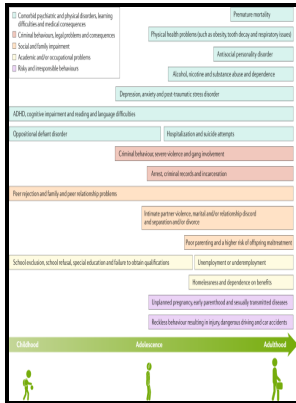 Comorbid psychiatric and physical disorders, learning
difficulties and medical consequences
Criminal behaviours, legal problems and consequences
Social and family impairment
Academic and/or occupational problems
Risky and irresponsible behaviours
Premature mortality
Physical health problems (such as obesity, tooth decay and respiratory issues)
Antisocial personality disorder
Alcohol, nicotine and substance abuse and dependence
Depression, anxiety and post-traumatic stress disorder
ADHD, cognitive impairment and reading and language difficulties
Oppositional defiant disorder
Hospitalization and suicide attempts
Criminal behaviour, severe violence and gang involvement
Arrest, criminal records and incarceration
Peer rejection and family and peer relationship problems
Intimate partner violence, marital and/or relationship discord
and separation and/or divorce
Poor parenting and a higher risk of offspring maltreatment
School exclusion, school refusal, special education and failure to obtain qualifications
Unemployment or underemployment
Homelessness and dependence on benefits
Unplanned pregnancy, early parenthood and sexually transmitted diseases
Reckless behaviour resulting in injury, dangerous driving and car accidents
Childhood
Adolescence
Adulthood